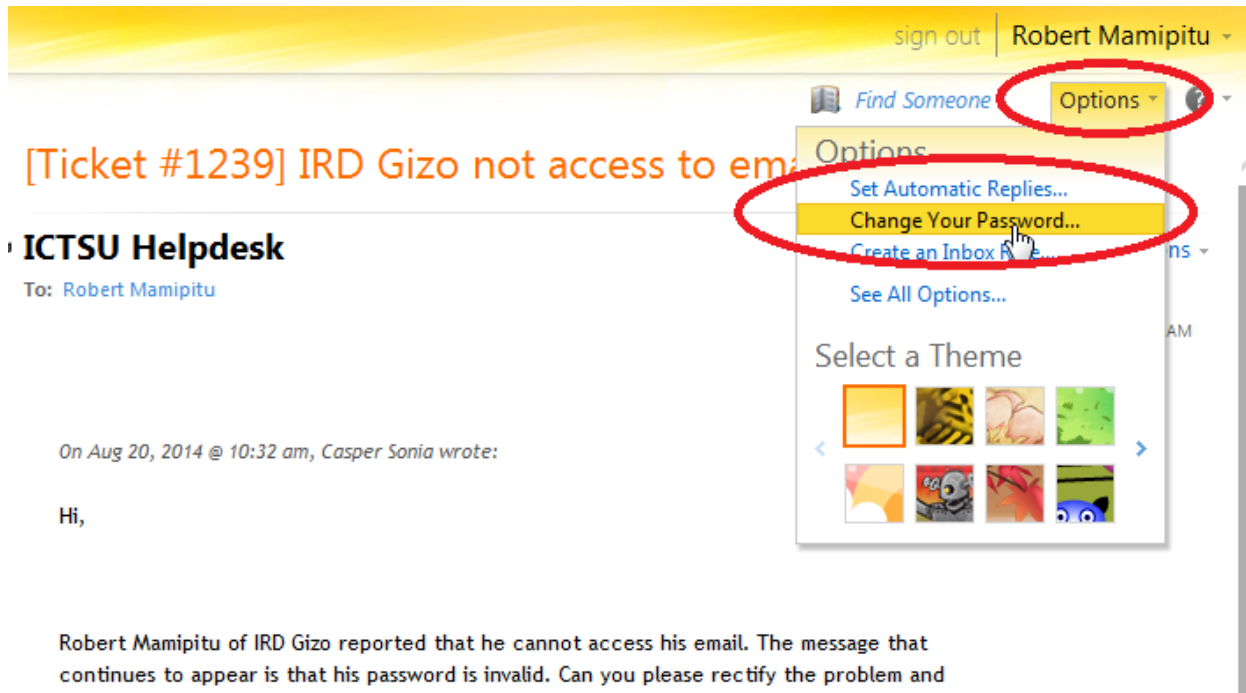 sign out | Robert Mamipitu
Find Someone Options
[Ticket #1239] IRD Gizo not access to
Options
Set Automatic Replies...
Change Your Password...
ICTSU Helpdesk
Create an Inbox
To: Robert Mamipitu
See All Options...
AM
Select a Theme
On Aug 20, 2014 @ 10:32 am, Casper Sonia wrote:
Hi,
Robert Mamipitu of IRD Gizo reported that he cannot access his email. The message that
continues to appear is that his password is invalid. Can you please rectify the problem and